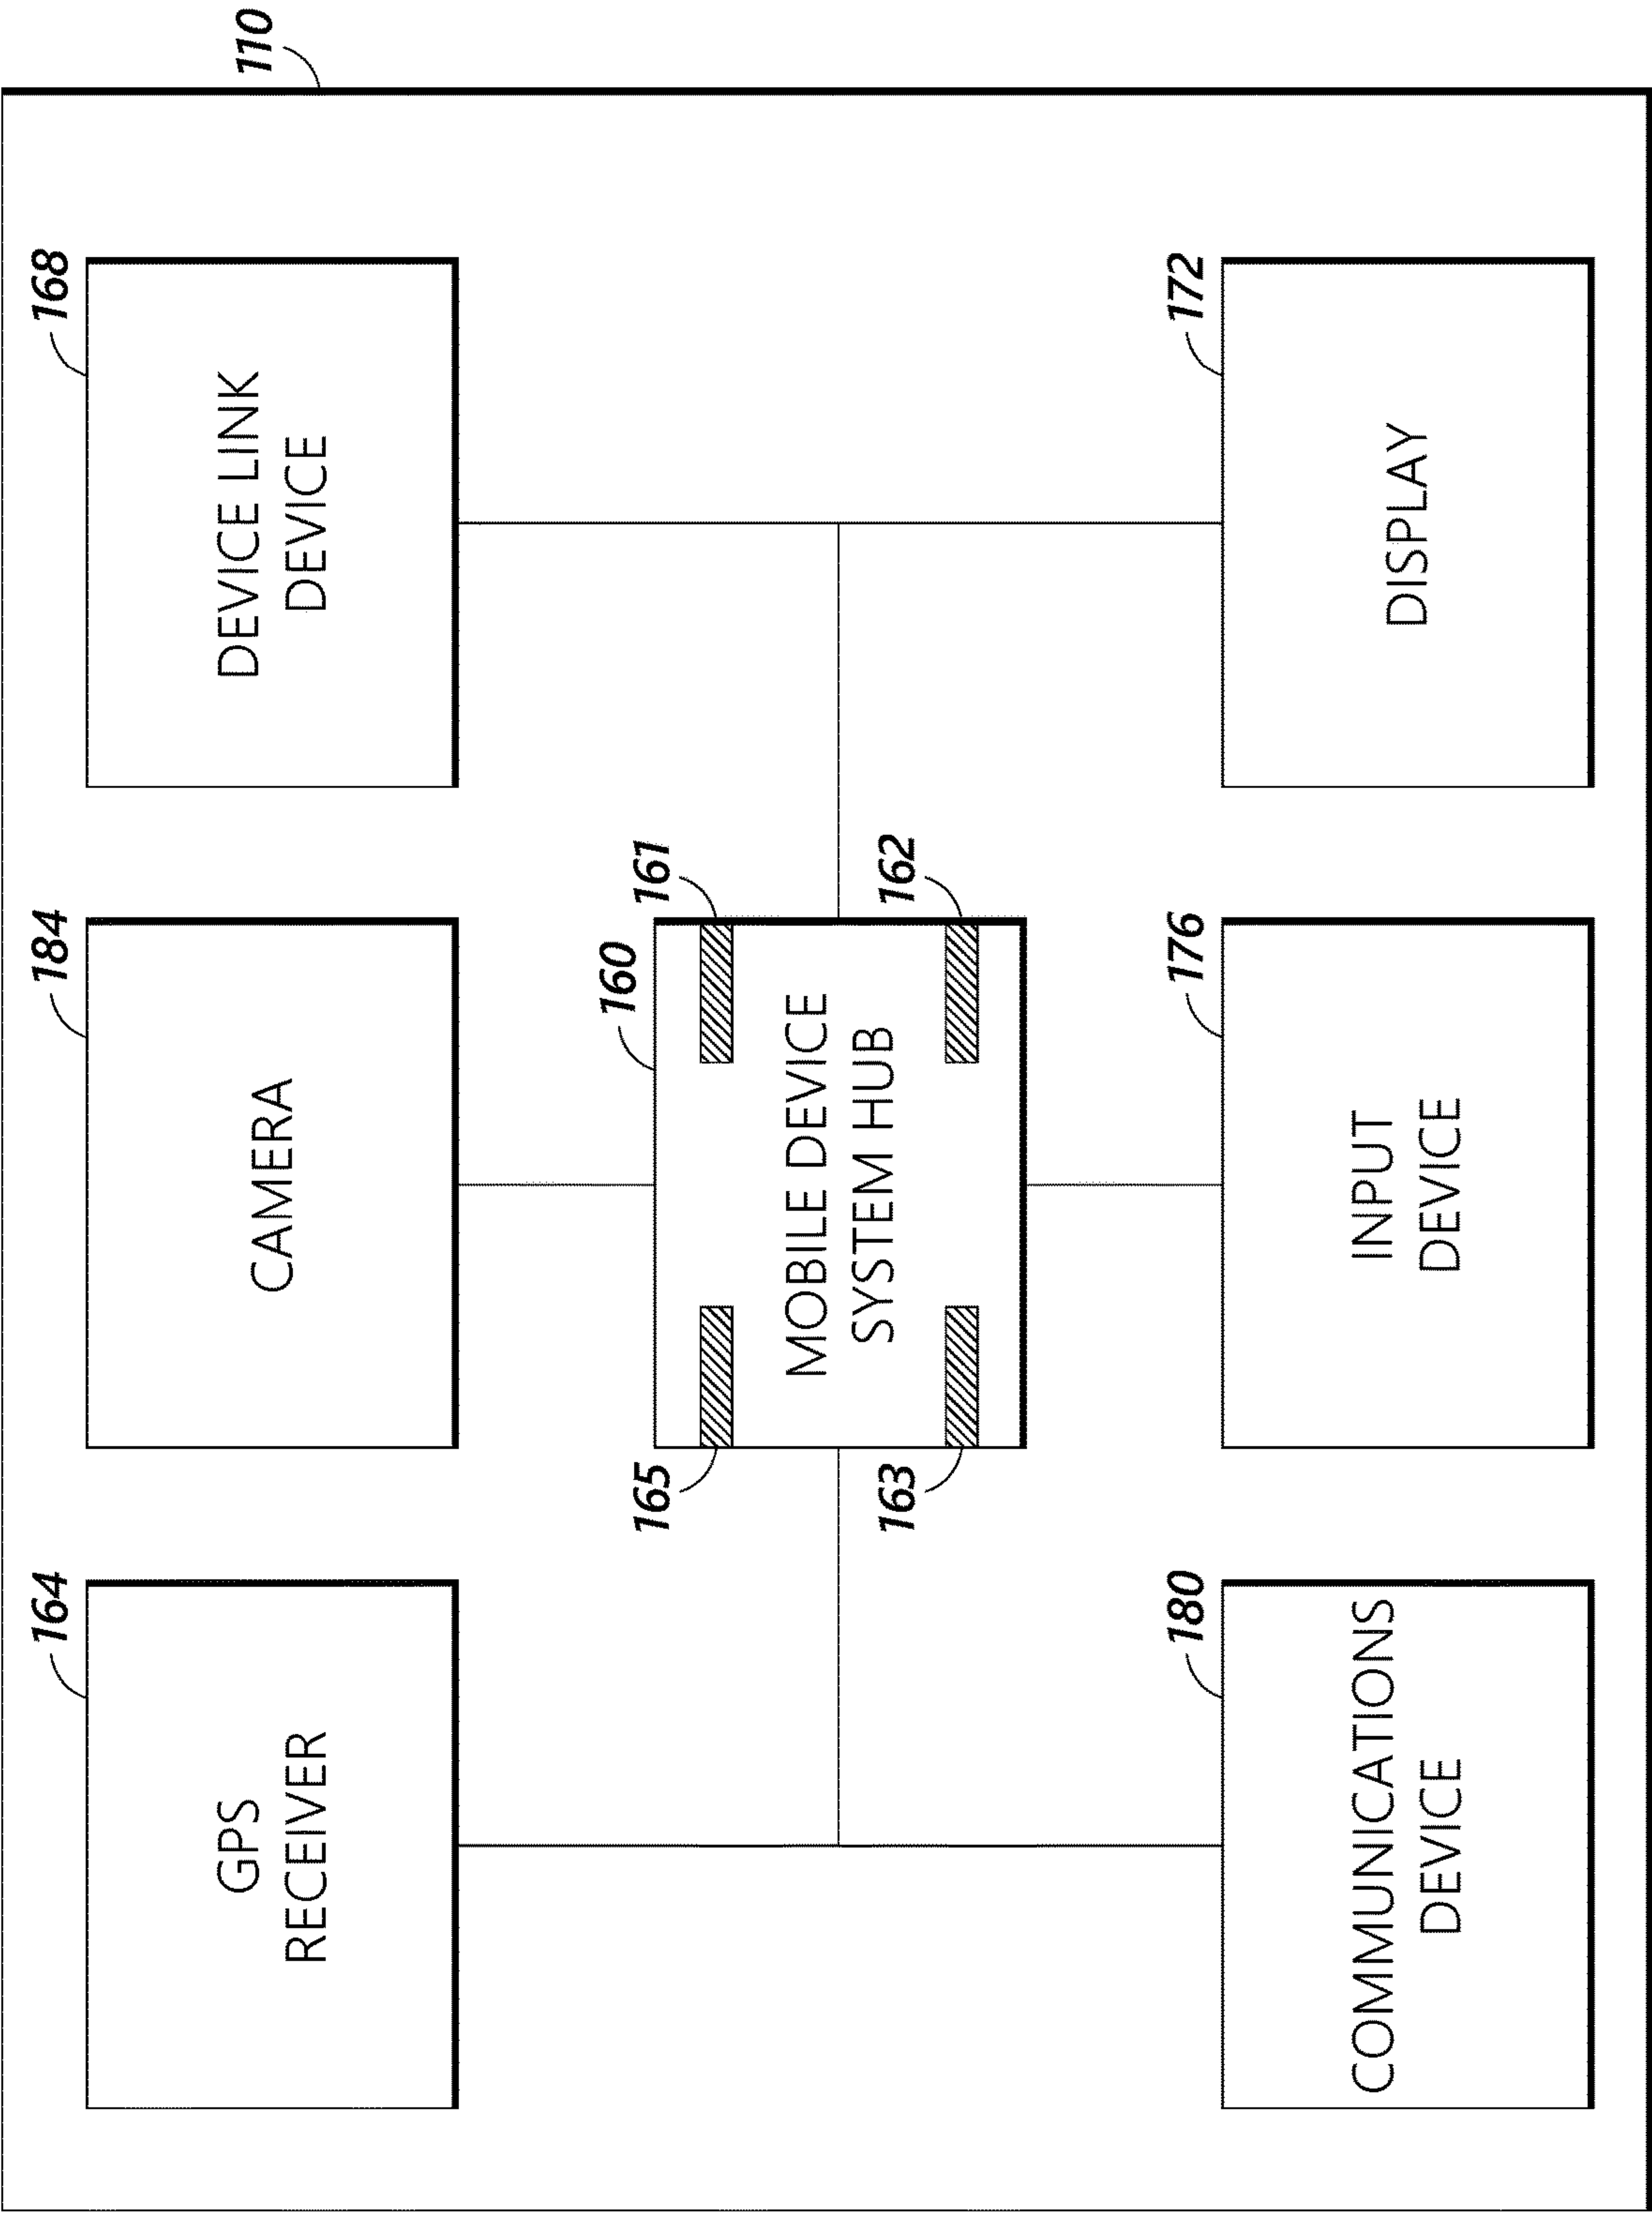 164
GPS
RECEIVER
184
CAMERA
168
DEVICE LINK
DEVICE
110
160
165
161
MOBILE DEVICE
SYSTEM HUB
163
162
180
COMMUNICATIONS
DEVICE
176
INPUT
DEVICE
172
DISPLAY